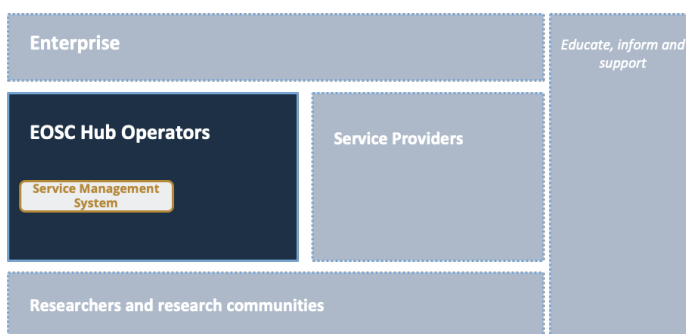 Enterprise
Educate, inform and
support
EOSC Hub Operators
Service Providers
Service Management
System
Researchers and research communities